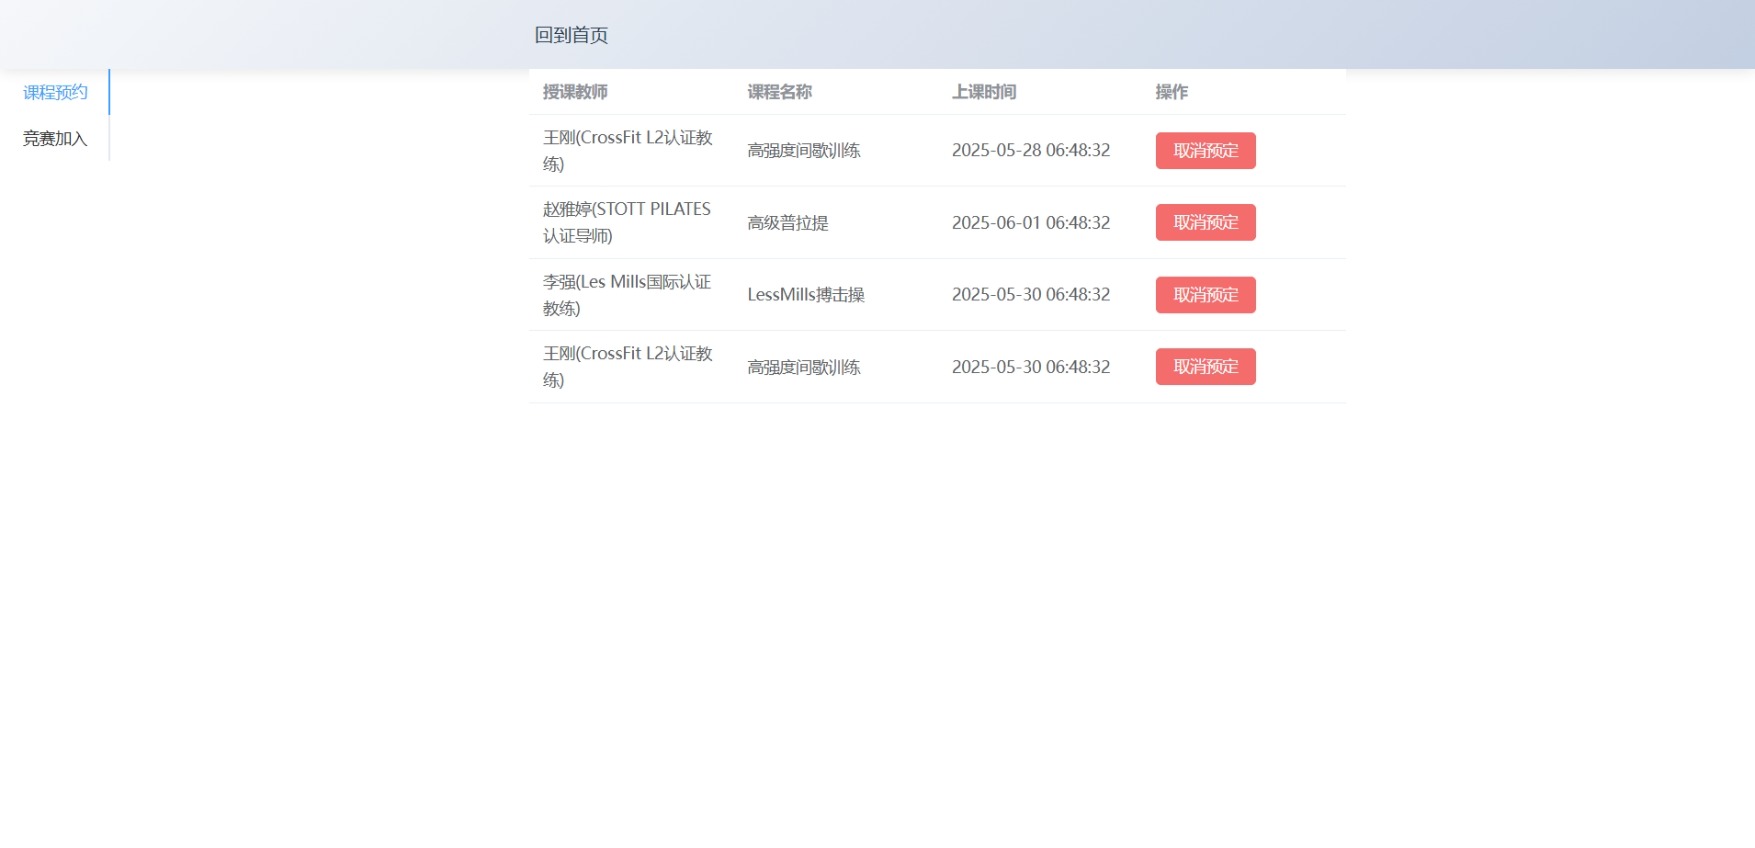 回到首页
课程预约
竞赛加入
授课教师 课程名称 上课时间 操作
王刚(CrossFit L2认证教
练)
高强度间歇训练 2025-05-28 06:48:32 取消预定
赵雅婷(STOTT PILATES
认证导师)
高级普拉提 2025-06-01 06:48:32 取消预定
李强(Les Mills国际认证
教练)
LessMills搏击操 2025-05-30 06:48:32 取消预定
王刚(CrossFit L2认证教
练)
高强度间歇训练 2025-05-30 06:48:32 取消预定